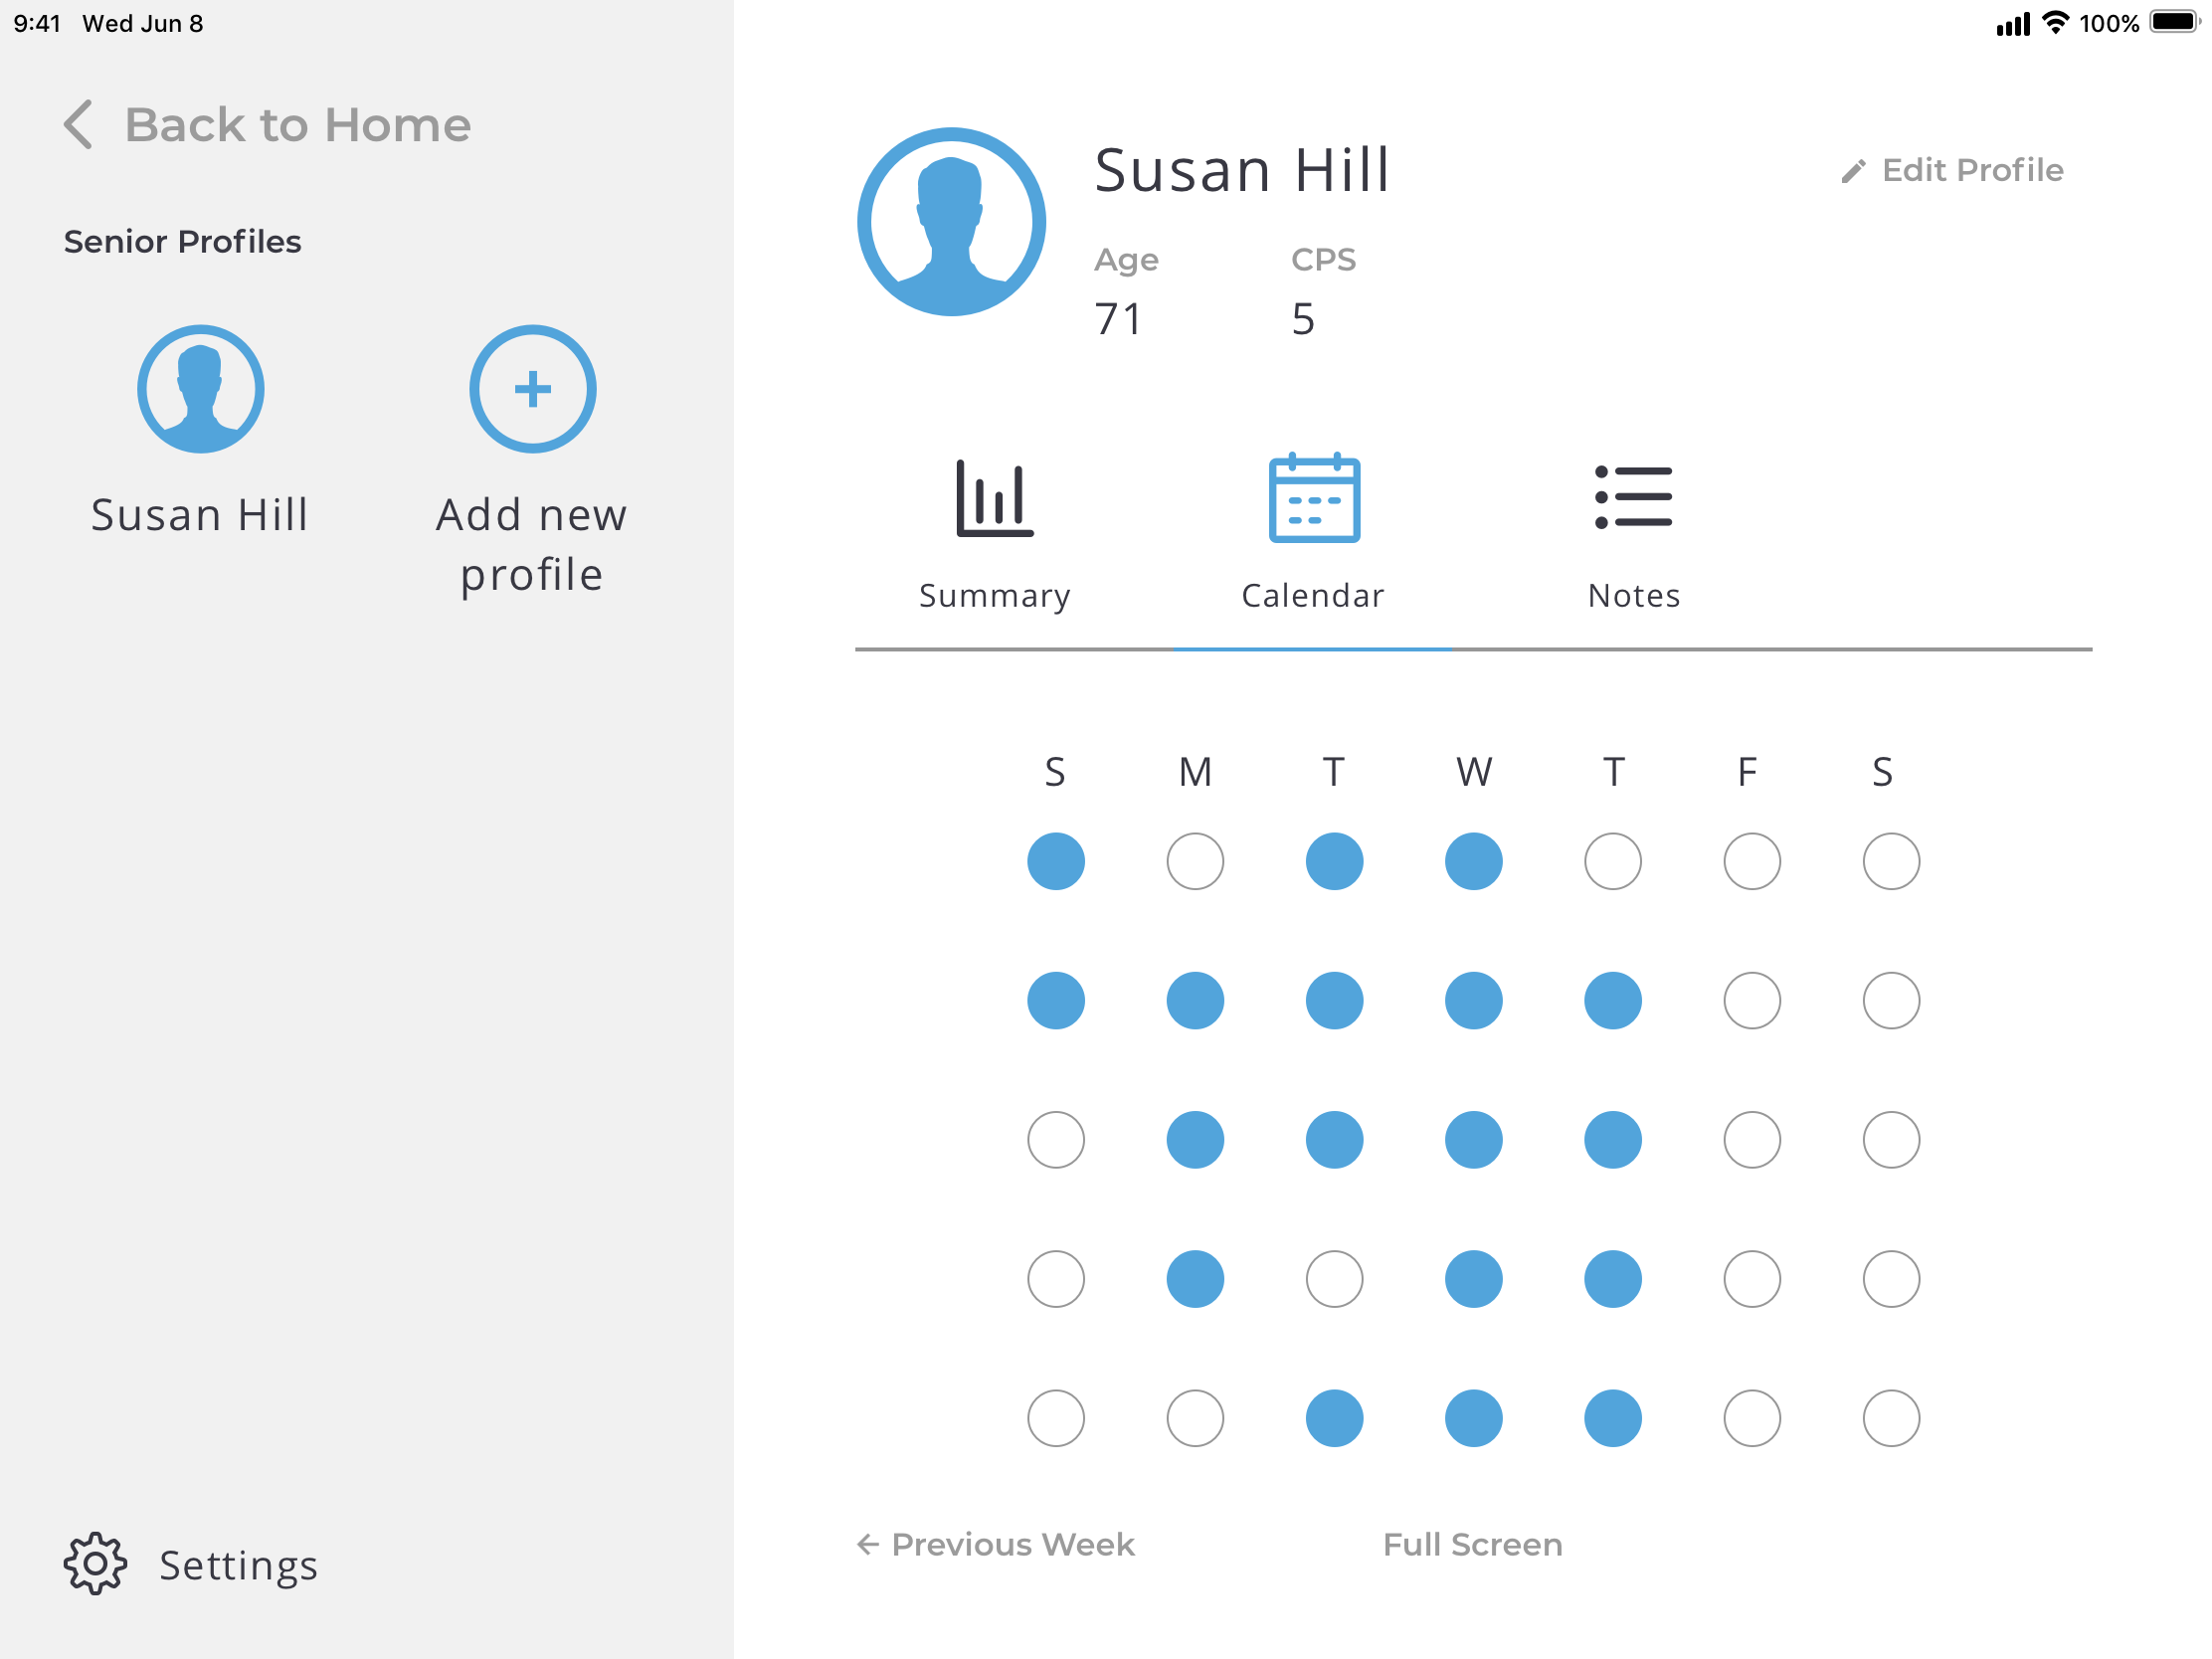 9:41 Wed Jun 8
100%
Back to Home
Senior Profiles
Susan Hill
Add new
profile
Settings
Susan Hill
Edit Profile
Age CPS
71 5
Summary Calendar Notes
S M T W T F S
Previous Week Full Screen